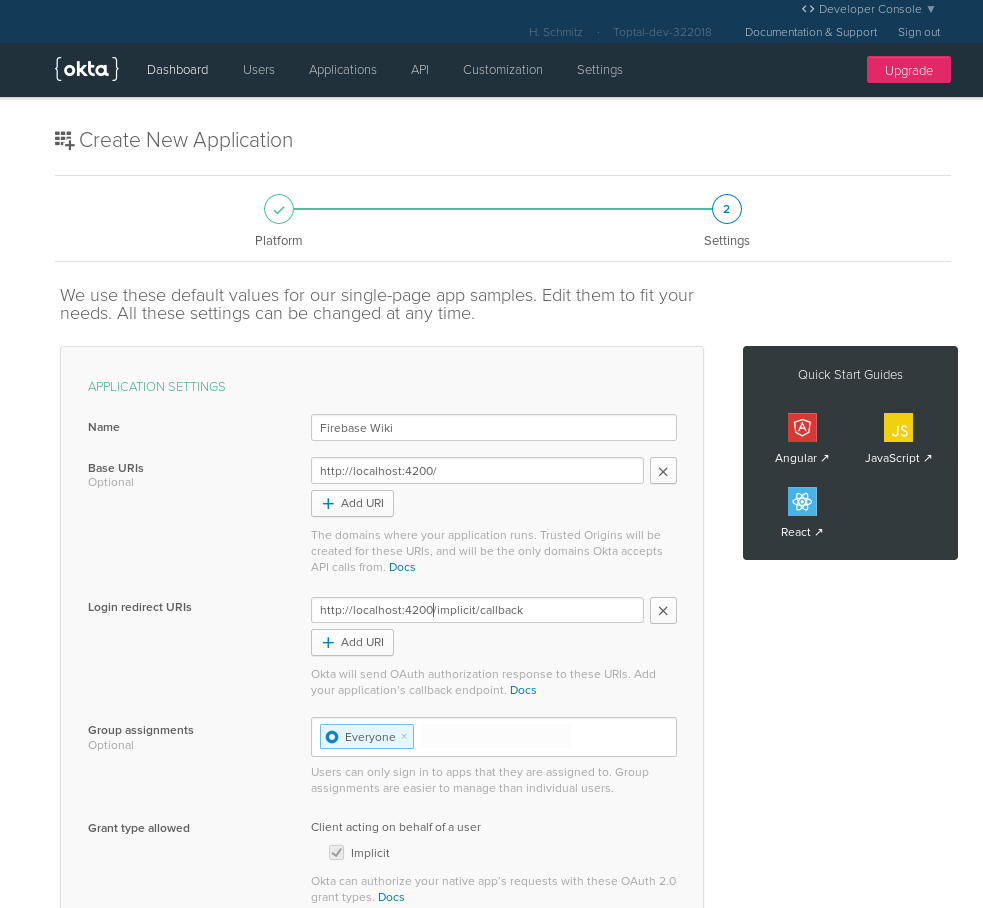 Developer Console ▼
H. Schmitz · Toptal-dev-322018 Documentation & Support Sign out
{okta} Dashboard Users Applications API Customization Settings Upgrade
Create New Application
2
Platform Settings
We use these default values for our single-page app samples. Edit them to fit your
needs. All these settings can be changed at any time.
APPLICATION SETTINGS
Name Firebase Wiki
Base URIs http://localhost:4200/
Optional
+ Add URI
The domains where your application runs. Trusted Origins will be
created for these URIs, and will be the only domains Okta accepts
API calls from. Docs
Login redirect URIs http://localhost:4200/implicit/callback
+ Add URI
Okta will send OAuth authorization response to these URIs. Add
your application's callback endpoint. Docs
Group assignments Everyone ×
Optional
Users can only sign in to apps that they are assigned to. Group
assignments are easier to manage than individual users.
Grant type allowed Client acting on behalf of a user
Implicit
Okta can authorize your native app's requests with these OAuth 2.0
grant types. Docs
Quick Start Guides
JS
Angular ↗ JavaScript ↗
React ↗